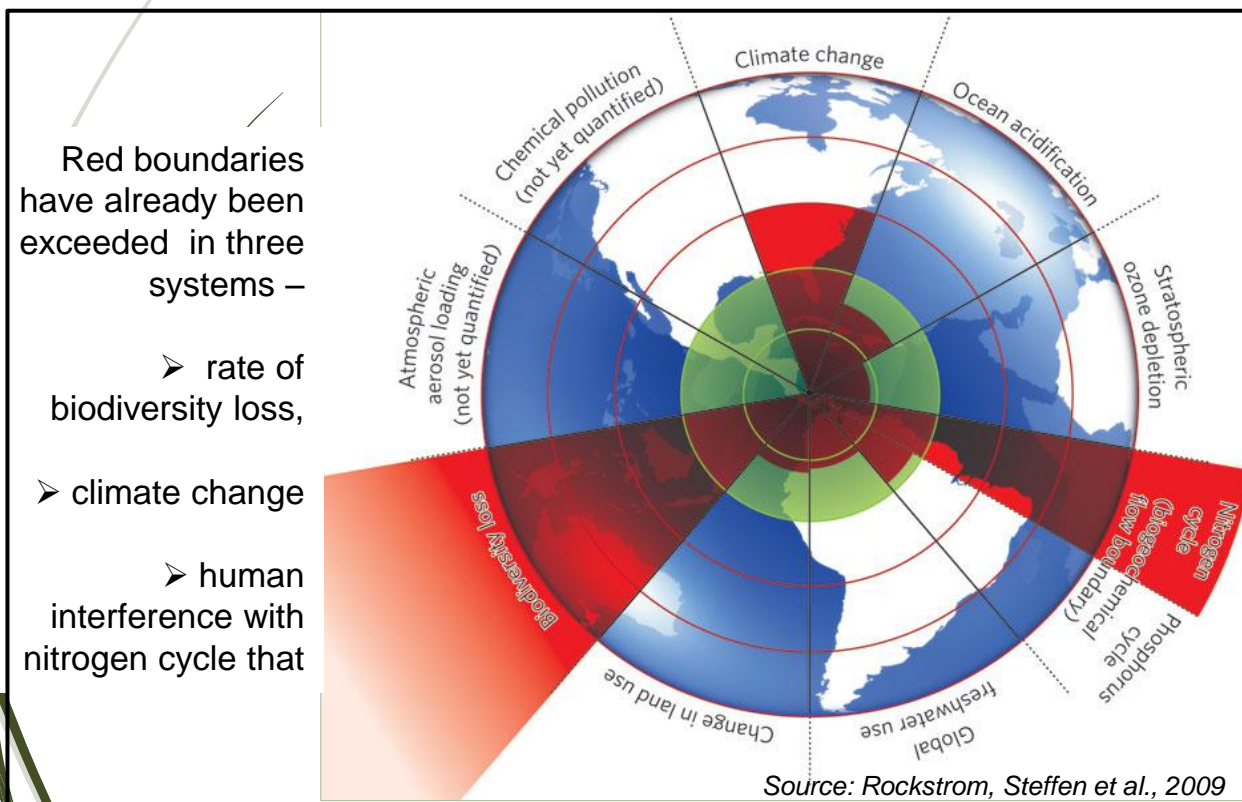 Red boundaries
have already been
exceeded in three
systems –
➢ rate of
biodiversity loss,
➢ climate change
➢ human
interference with
nitrogen cycle that
Climate change
Ocean acidification
Stratospheric
ozone depletion
Nitrogen
cycle
(biogeochemical
flow boundary)
Phosphorus
cycle
Global
freshwater use
Change in land use
Biodiversity loss
Atmospheric
aerosol loading
(not yet quantified)
Chemical pollution
(not yet quantified)
Source: Rockstrom, Steffen et al., 2009